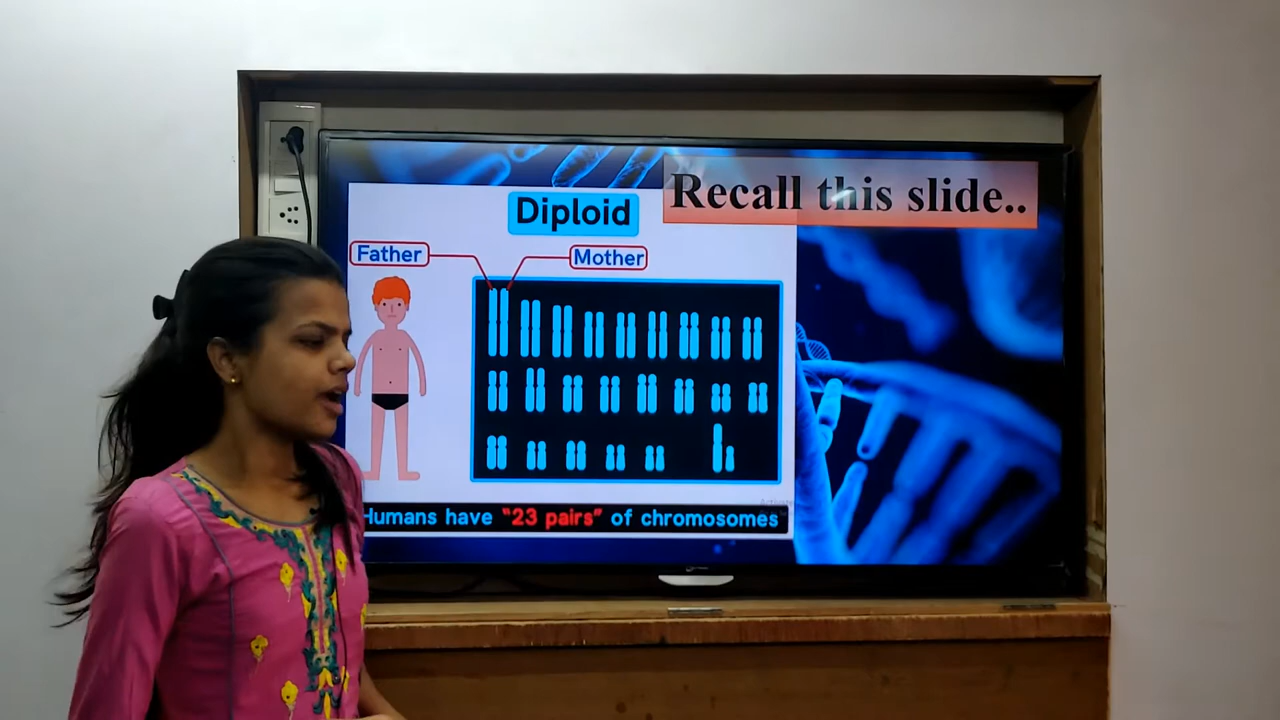 Recall this slide..
Diploid
Father
Mother
Humans have "23 pairs" of chromosomes